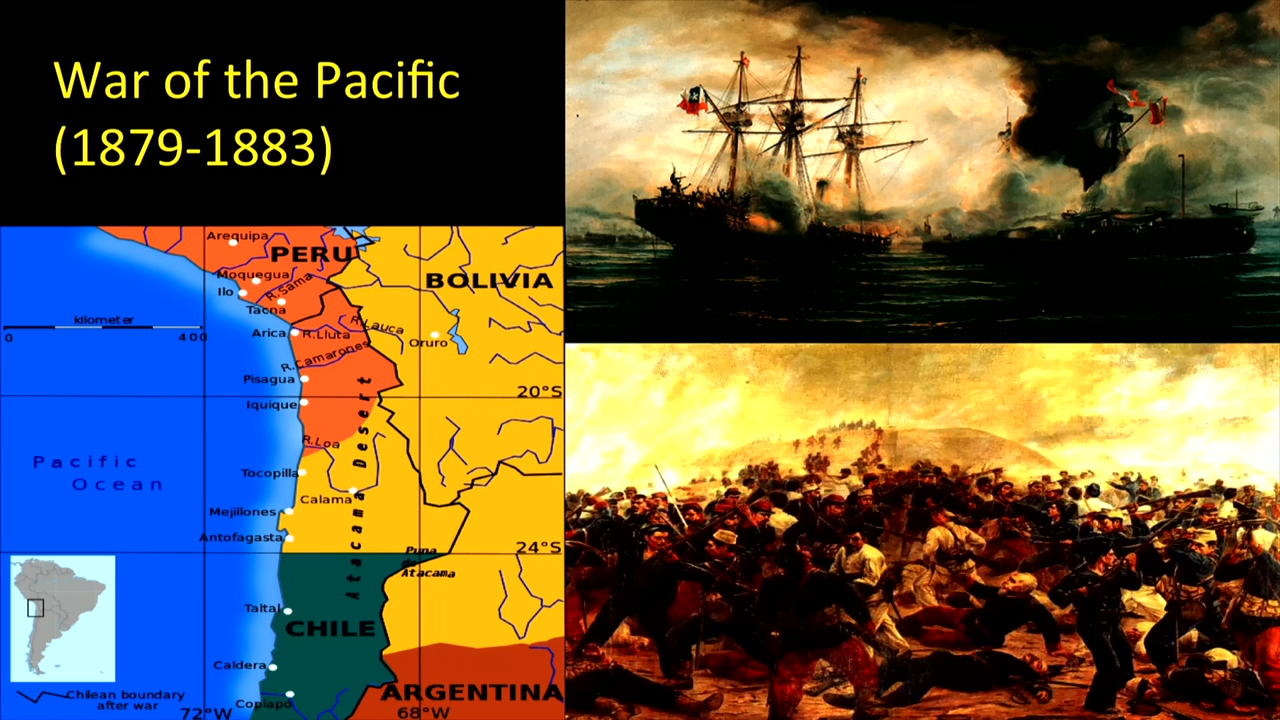 War of the Pacific
(1879-1883)
Arequipa
PERU
Moquegua
BOLIVIA
Ilo
R.Sama
Tacna
kilometer
0 400
Arica
R.Lluta
R.Lauca
Oruro
R.Camarones
Pisagua
20°S
Iquique
R.Loa
Pacific
Ocean
Tocopilla
Calama
Atacama Desert
Mejillones
Antofagasta
24°S
Puna
de
Atacama
Taltal
CHILE
Caldera
Chilean boundary
after war
Copiapó
ARGENTINA
72°W
68°W